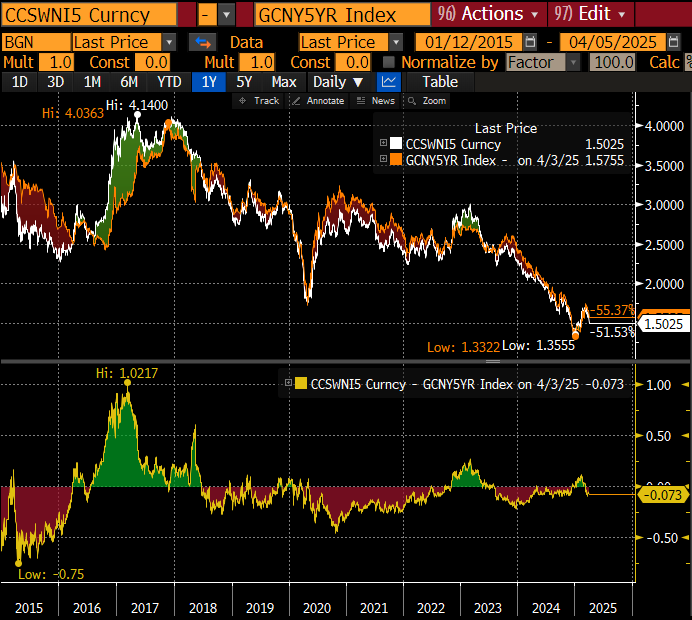 CCSWNI5 Curncy - GCNY5YR Index 96) Actions 97) Edit
BGN Last Price Data Last Price 01/12/2015 - 04/05/2025
Mult 1.0 Const 0.0 Mult 1.0 Const 0.0 Normalize by Factor 100.0 Calc %
1D 3D 1M 6M YTD 1Y 5Y Max Daily ▼ Table
Track Annotate News Zoom
Hi: 4.0363 Hi: 4.1400
Last Price
CCSWNI5 Curncy 1.5025
GCNY5YR Index - on 4/3/25 1.5755
4.0000
3.5000
3.0000
2.5000
2.0000
-55.37%
1.5025
-51.53%
Low: 1.3322 Low: 1.3555
Hi: 1.0217
CCSWNI5 Curncy - GCNY5YR Index on 4/3/25 -0.073
1.00
0.50
0.00
-0.073
-0.50
Low: -0.75
2015 2016 2017 2018 2019 2020 2021 2022 2023 2024 2025